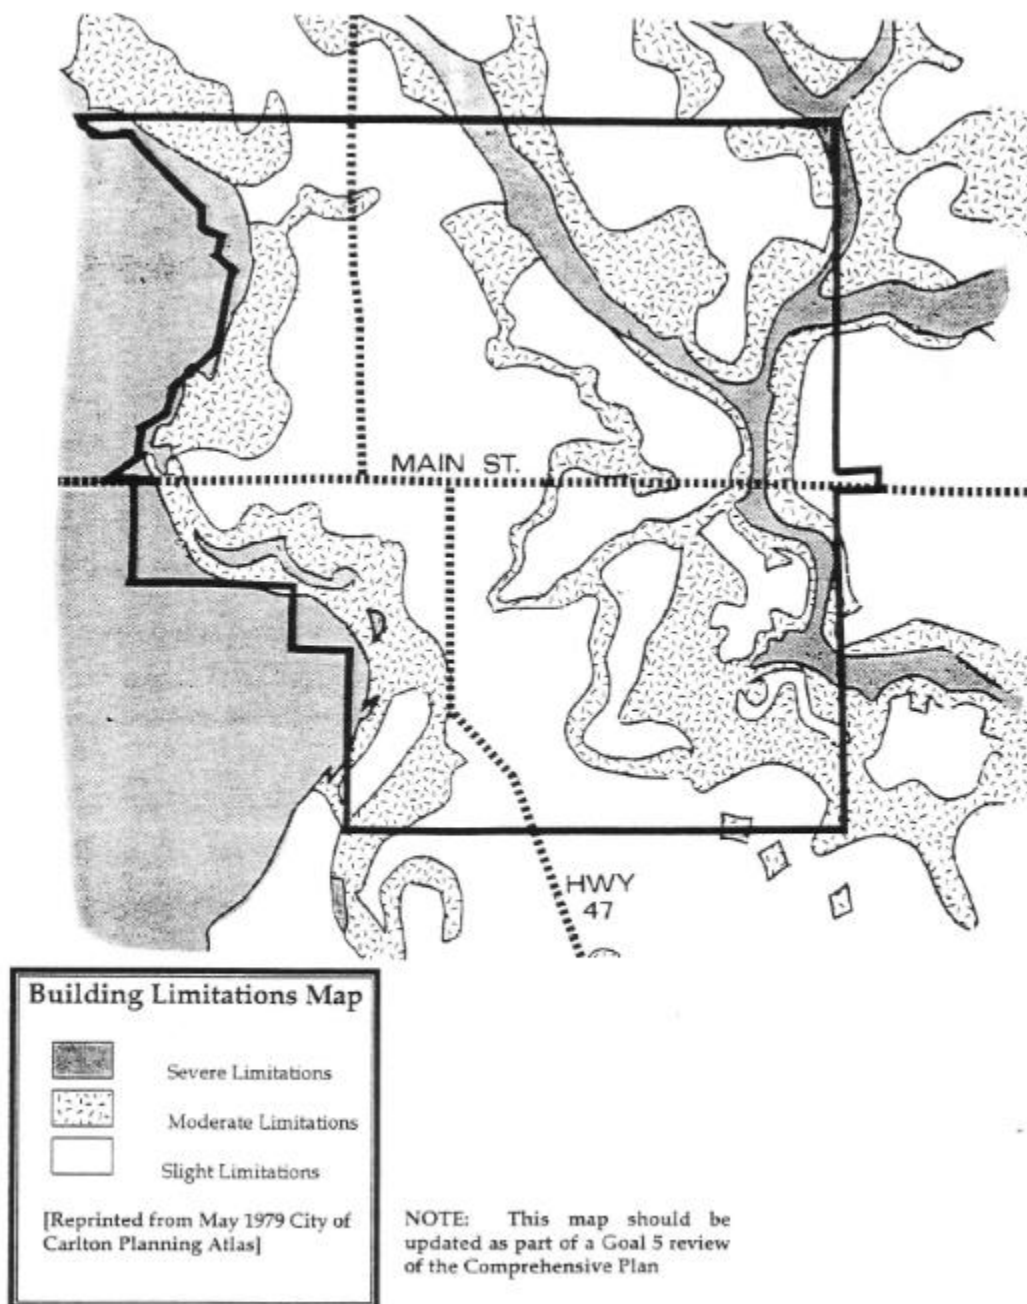 MAIN ST.
HWY
47
Building Limitations Map
Severe Limitations
Moderate Limitations
Slight Limitations
[Reprinted from May 1979 City of
Carlton Planning Atlas]
NOTE: This map should be
updated as part of a Goal 5 review
of the Comprehensive Plan